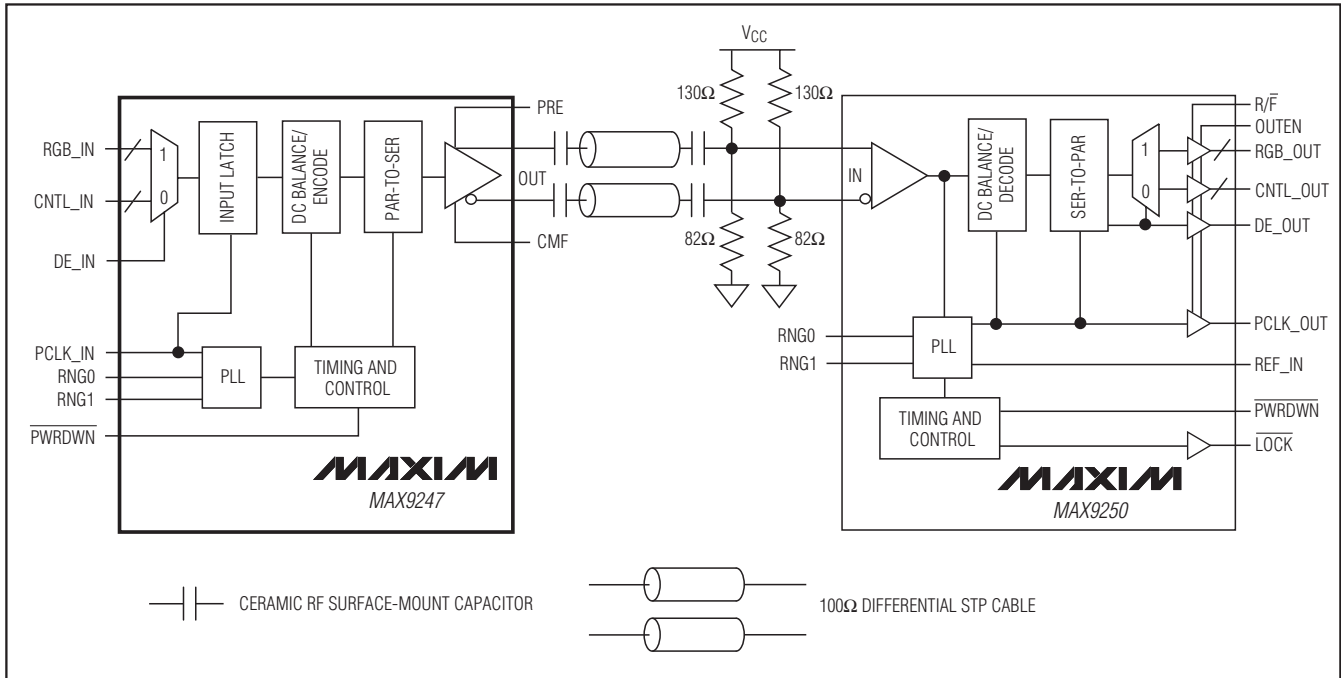 VCC
130Ω
130Ω
82Ω
82Ω
RGB_IN
CNTL_IN
DE_IN
PCLK_IN
RNG0
RNG1
PWRDWN
1
0
INPUT LATCH
DC BALANCE/
ENCODE
PAR-TO-SER
PLL
TIMING AND
CONTROL
PRE
OUT
CMF
MAXIM
MAX9247
IN
RNG0
RNG1
DC BALANCE/
DECODE
SER-TO-PAR
1
0
PLL
TIMING AND
CONTROL
R/F
OUTEN
RGB_OUT
CNTL_OUT
DE_OUT
PCLK_OUT
REF_IN
PWRDWN
LOCK
MAXIM
MAX9250
CERAMIC RF SURFACE-MOUNT CAPACITOR
100Ω DIFFERENTIAL STP CABLE